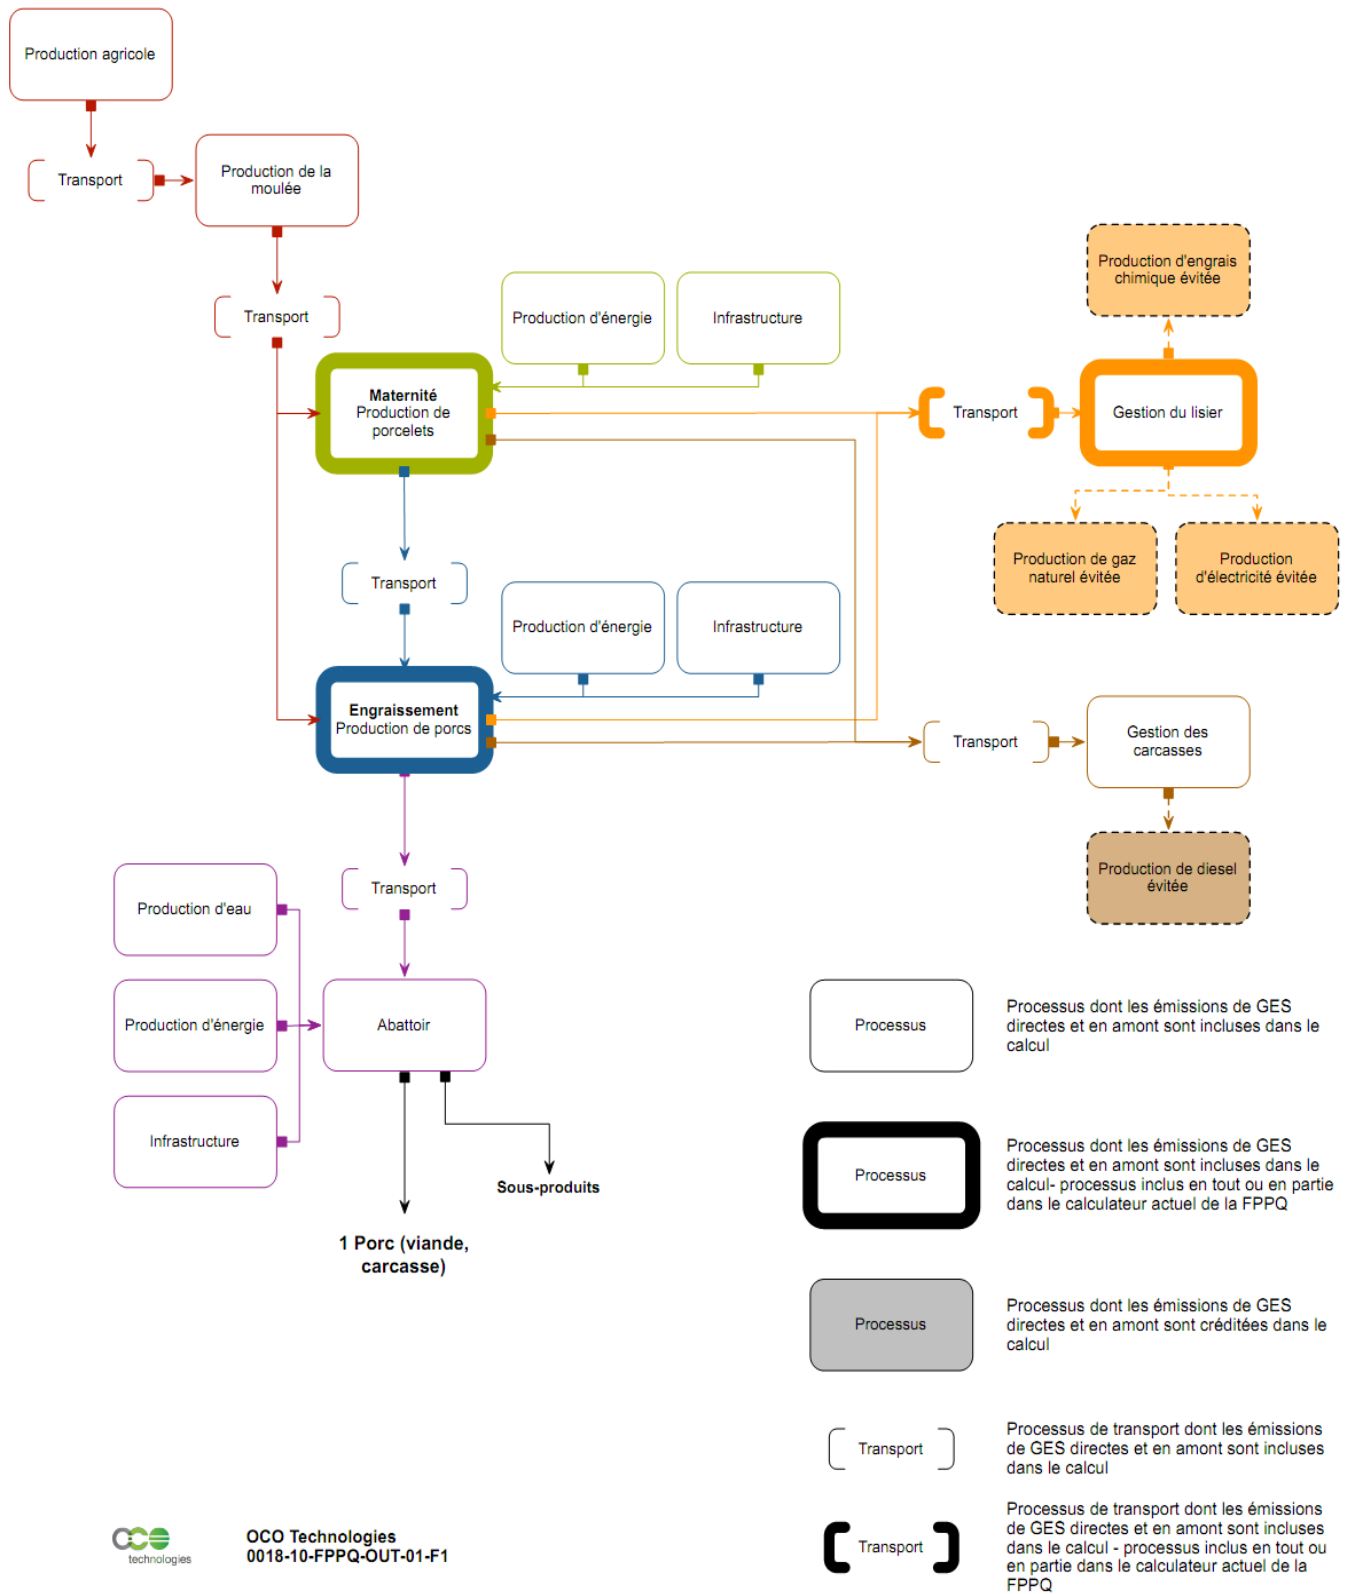 Production agricole
Transport
Production de la
moulée
Transport
Production d'engrais
chimique évitée
Production d'énergie
Infrastructure
Maternité
Production de
porcelets
Transport
Gestion du lisier
Production de gaz
naturel évitée
Production
d'électricité évitée
Transport
Production d'énergie
Infrastructure
Engraissement
Production de porcs
Transport
Gestion des
carcasses
Production de diesel
évitée
Transport
Production d'eau
Production d'énergie
Infrastructure
Abattoir
Sous-produits
1 Porc (viande,
carcasse)
Processus
Processus dont les émissions de GES
directes et en amont sont incluses dans le
calcul
Processus
Processus dont les émissions de GES
directes et en amont sont incluses dans le
calcul- processus inclus en tout ou en partie
dans le calculateur actuel de la FPPQ
Processus
Processus dont les émissions de GES
directes et en amont sont créditées dans le
calcul
Transport
Processus de transport dont les émissions
de GES directes et en amont sont incluses
dans le calcul
Transport
Processus de transport dont les émissions
de GES directes et en amont sont incluses
dans le calcul - processus inclus en tout ou
en partie dans le calculateur actuel de la
FPPQ
OCO
technologies
OCO Technologies
0018-10-FPPQ-OUT-01-F1